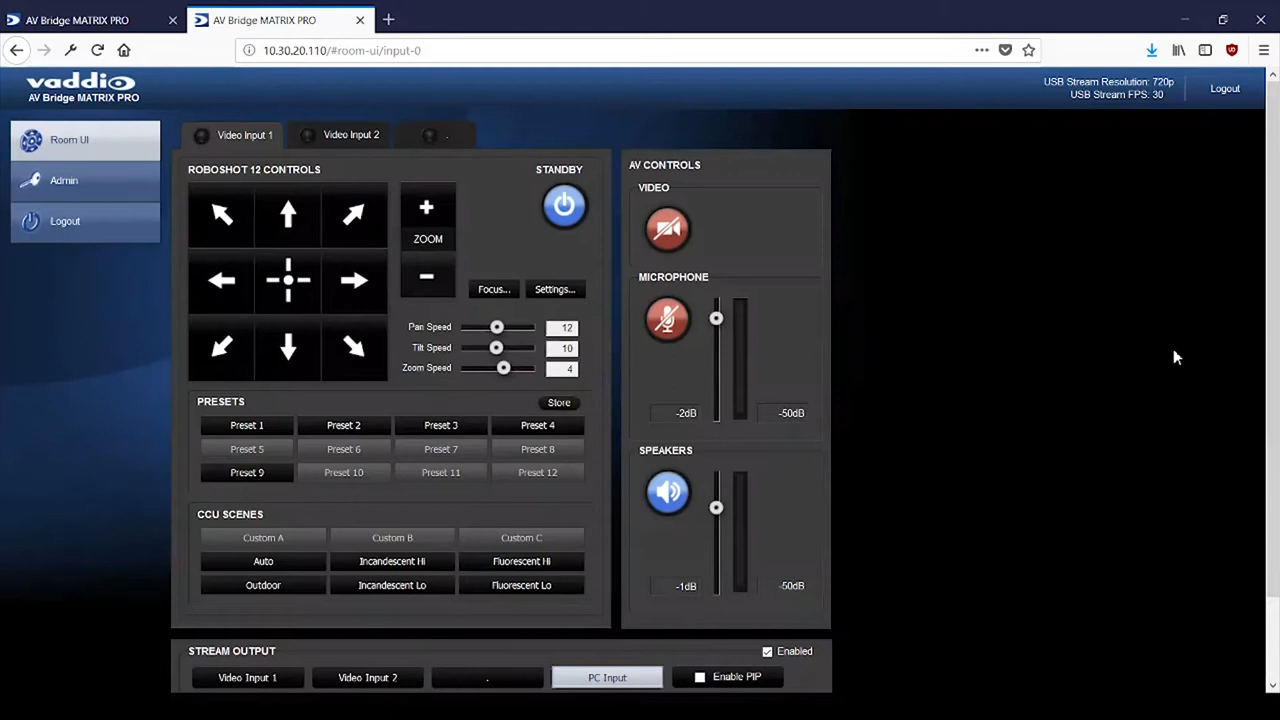 AV Bridge MATRIX PRO × AV Bridge MATRIX PRO × +
10.30.20.110/#room-ui/input-0
vaddio
AV Bridge MATRIX PRO
USB Stream Resolution: 720p
USB Stream FPS: 30
Logout
Room UI
Admin
Logout
Video Input 1 Video Input 2 .
ROBOSHOT 12 CONTROLS
STANDBY
+
ZOOM
−
Focus... Settings...
Pan Speed 12
Tilt Speed 10
Zoom Speed 4
PRESETS Store
Preset 1 Preset 2 Preset 3 Preset 4
Preset 5 Preset 6 Preset 7 Preset 8
Preset 9 Preset 10 Preset 11 Preset 12
CCU SCENES
Custom A Custom B Custom C
Auto Incandescent Hi Fluorescent Hi
Outdoor Incandescent Lo Fluorescent Lo
AV CONTROLS
VIDEO
MICROPHONE
-2dB -50dB
SPEAKERS
-1dB -50dB
STREAM OUTPUT Enabled
Video Input 1 Video Input 2 . PC Input Enable PIP